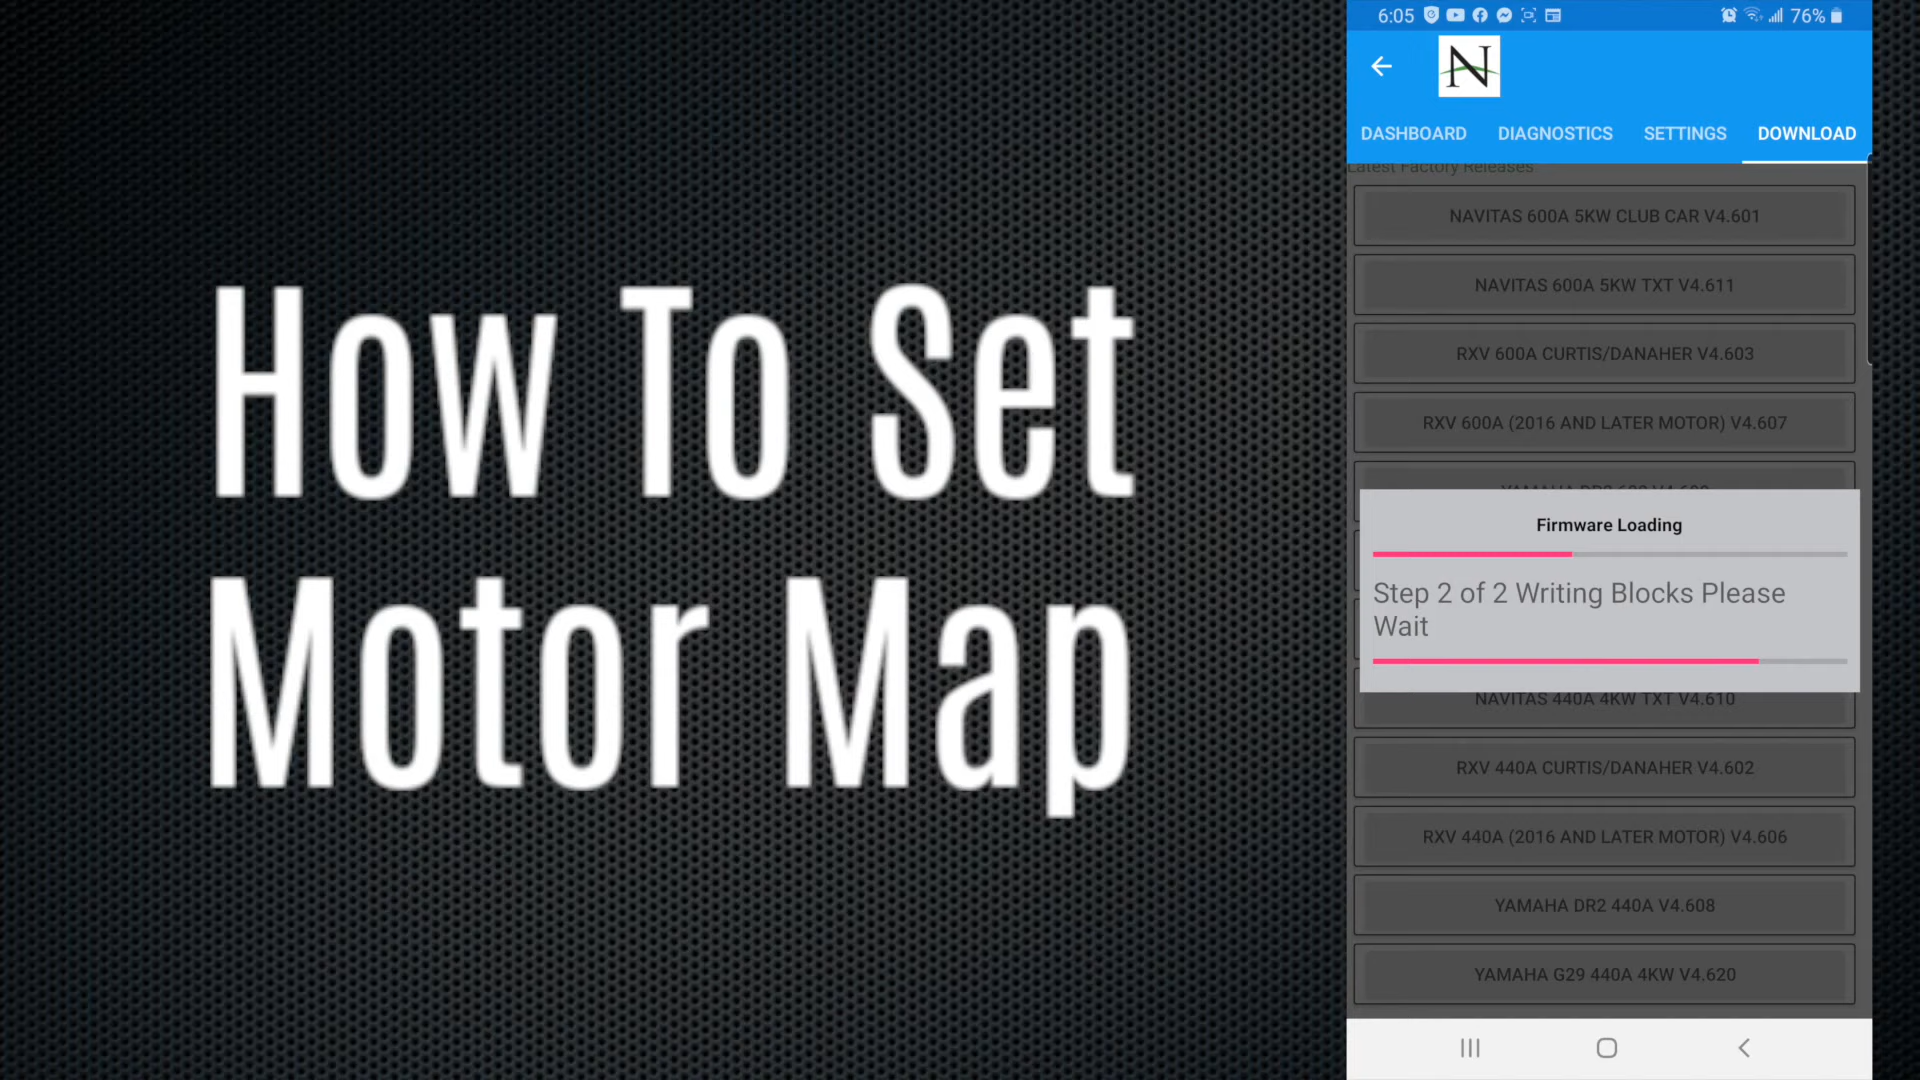 How To Set
Motor Map
6:05
76%
N
DASHBOARD DIAGNOSTICS SETTINGS DOWNLOAD
Latest Factory Releases
NAVITAS 600A 5KW CLUB CAR V4.601
NAVITAS 600A 5KW TXT V4.611
RXV 600A CURTIS/DANAHER V4.603
RXV 600A (2016 AND LATER MOTOR) V4.607
Firmware Loading
Step 2 of 2 Writing Blocks Please
Wait
NAVITAS 440A 4KW TXT V4.610
RXV 440A CURTIS/DANAHER V4.602
RXV 440A (2016 AND LATER MOTOR) V4.606
YAMAHA DR2 440A V4.608
YAMAHA G29 440A 4KW V4.620